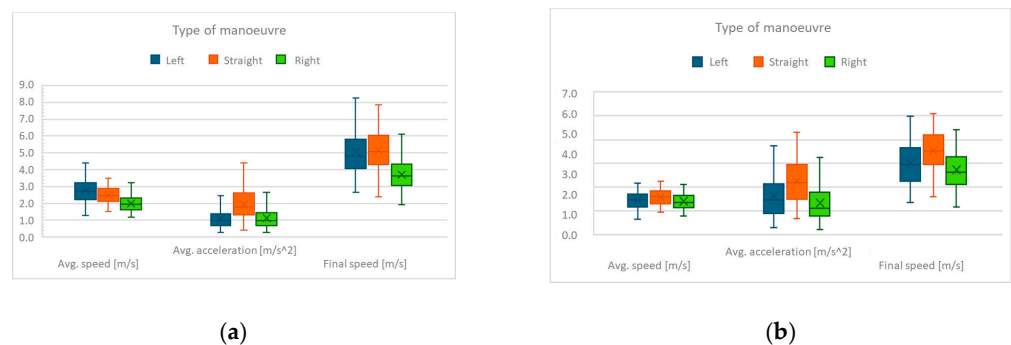 Type of manoeuvre
Left Straight Right
9.0
8.0
7.0
6.0
5.0
4.0
3.0
2.0
1.0
0.0
Avg. acceleration [m/s^2]
Avg. speed [m/s] Final speed [m/s]
(a)
Type of manoeuvre
Left Straight Right
7.0
6.0
5.0
4.0
3.0
2.0
1.0
0.0
Avg. acceleration [m/s^2]
Avg. speed [m/s] Final speed [m/s]
(b)